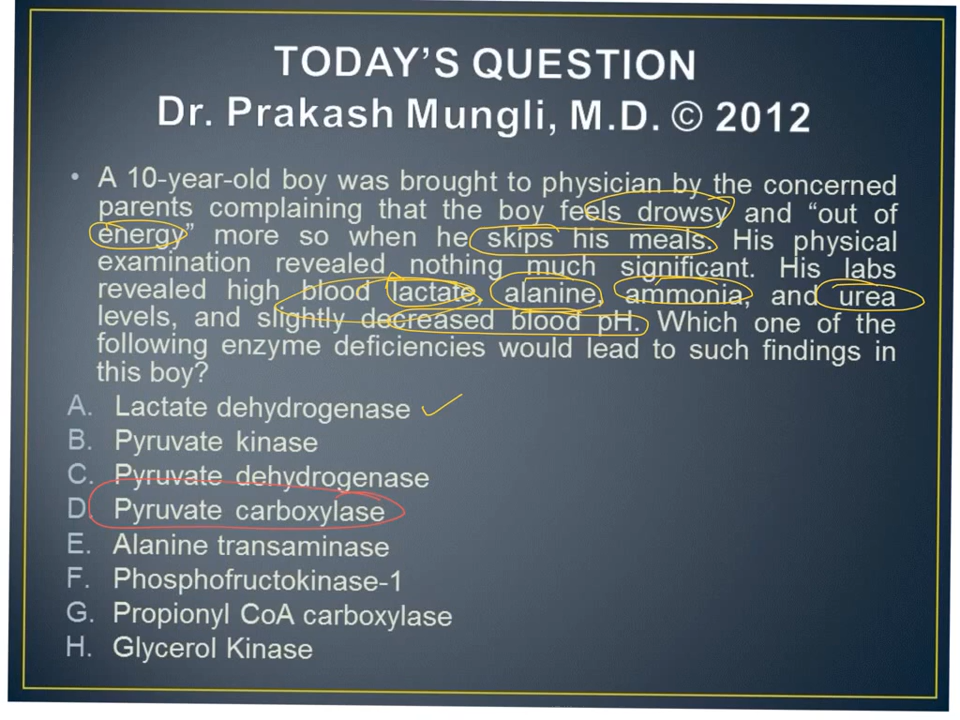 TODAY'S QUESTION
Dr. Prakash Mungli, M.D. © 2012
• A 10-year-old boy was brought to physician by the concerned
parents complaining that the boy feels drowsy and "out of
energy" more so when he skips his meals. His physical
examination revealed nothing much significant. His labs
revealed high blood lactate, alanine, ammonia, and urea
levels, and slightly decreased blood pH. Which one of the
following enzyme deficiencies would lead to such findings in
this boy?
A. Lactate dehydrogenase
B. Pyruvate kinase
C. Pyruvate dehydrogenase
D. Pyruvate carboxylase
E. Alanine transaminase
F. Phosphofructokinase-1
G. Propionyl CoA carboxylase
H. Glycerol Kinase